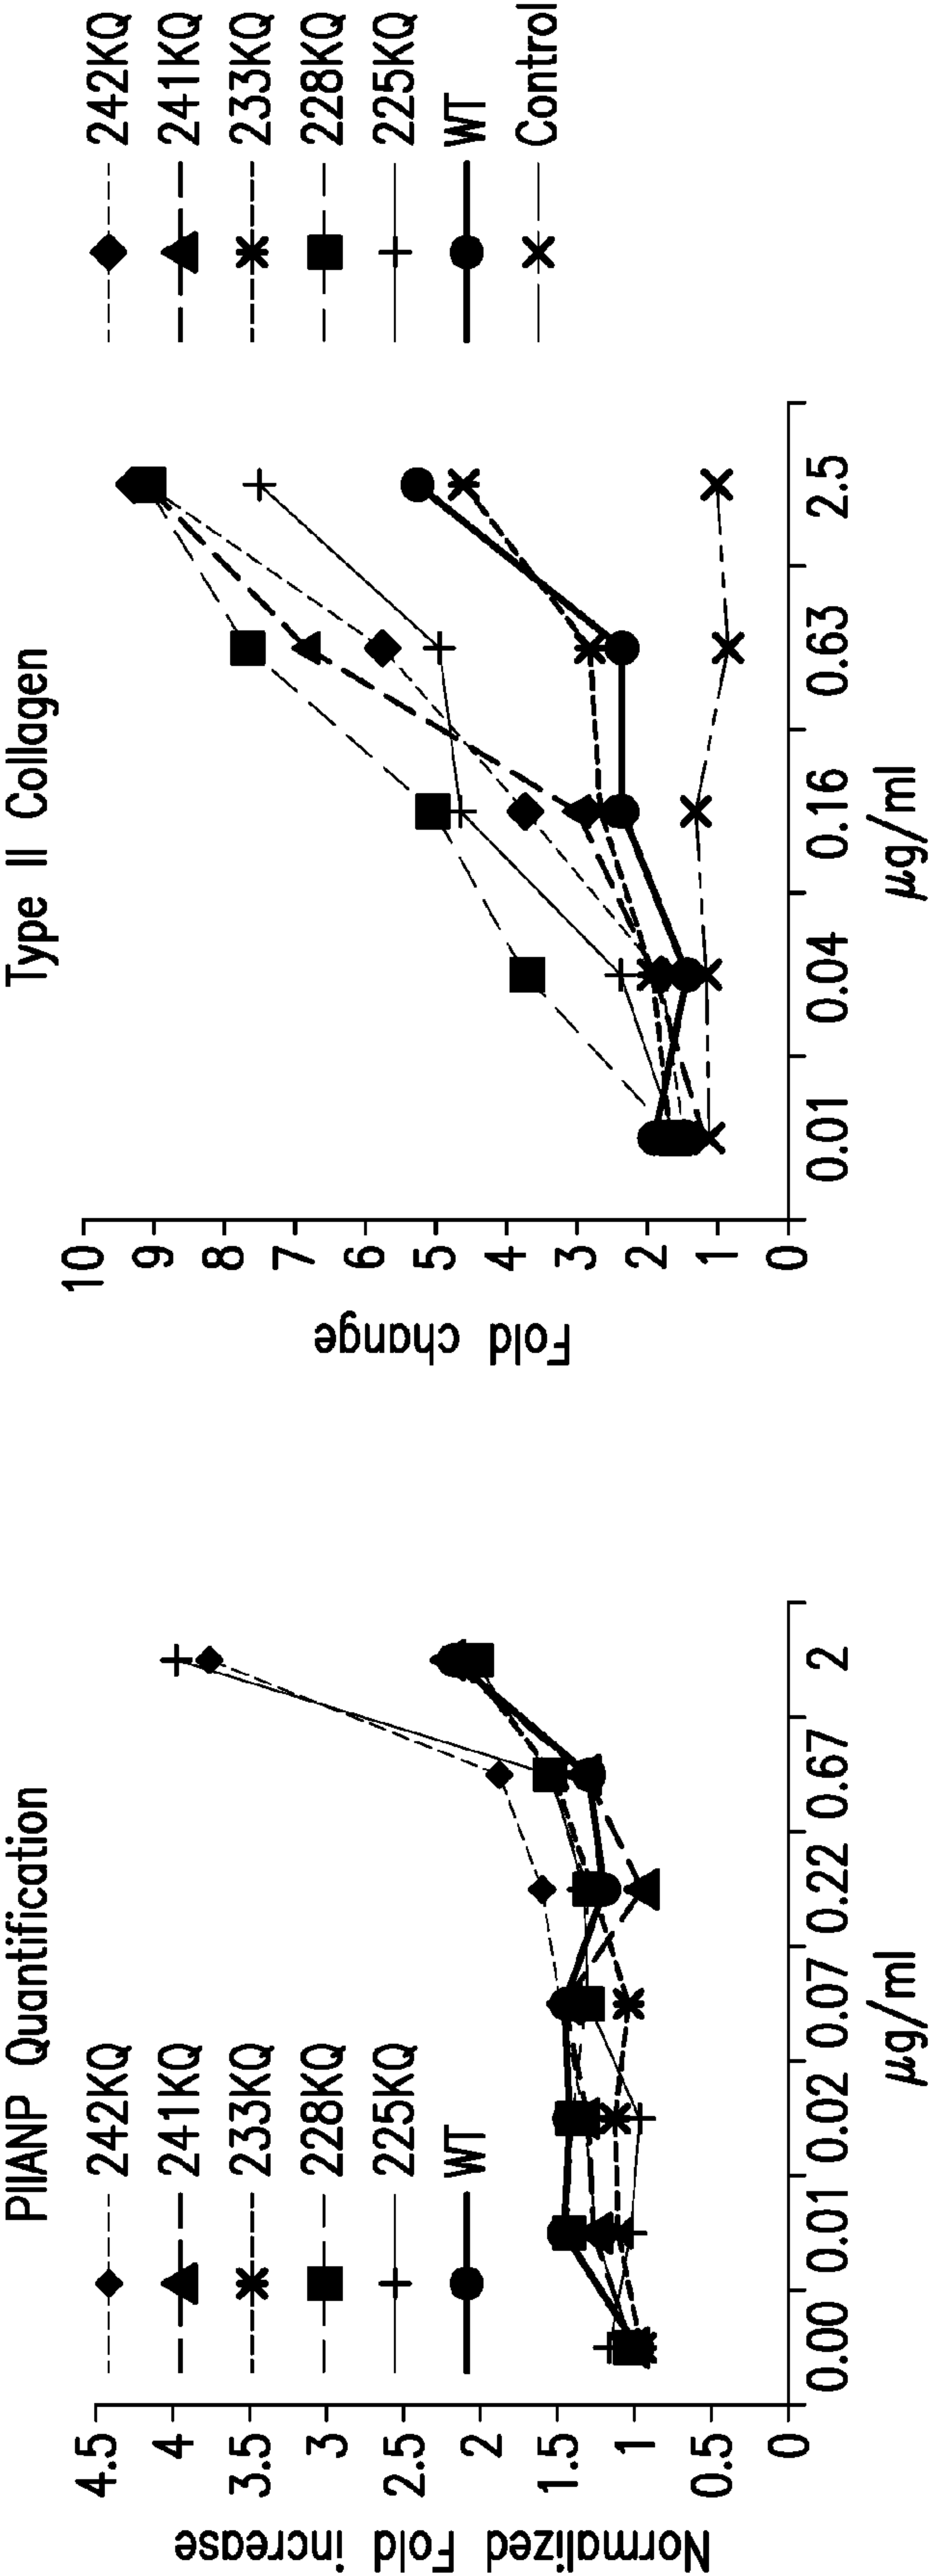 PIIANP Quantification
Normalized Fold increase
4.5
4
3.5
3
2.5
2
1.5
1
0.5
0
242KQ
241KQ
233KQ
228KQ
225KQ
WT
0.00 0.01 0.02 0.07 0.22 0.67 2
μg/ml
Type II Collagen
Fold change
10
9
8
7
6
5
4
3
2
1
0
0.01 0.04 0.16 0.63 2.5
μg/ml
242KQ
241KQ
233KQ
228KQ
225KQ
WT
Control